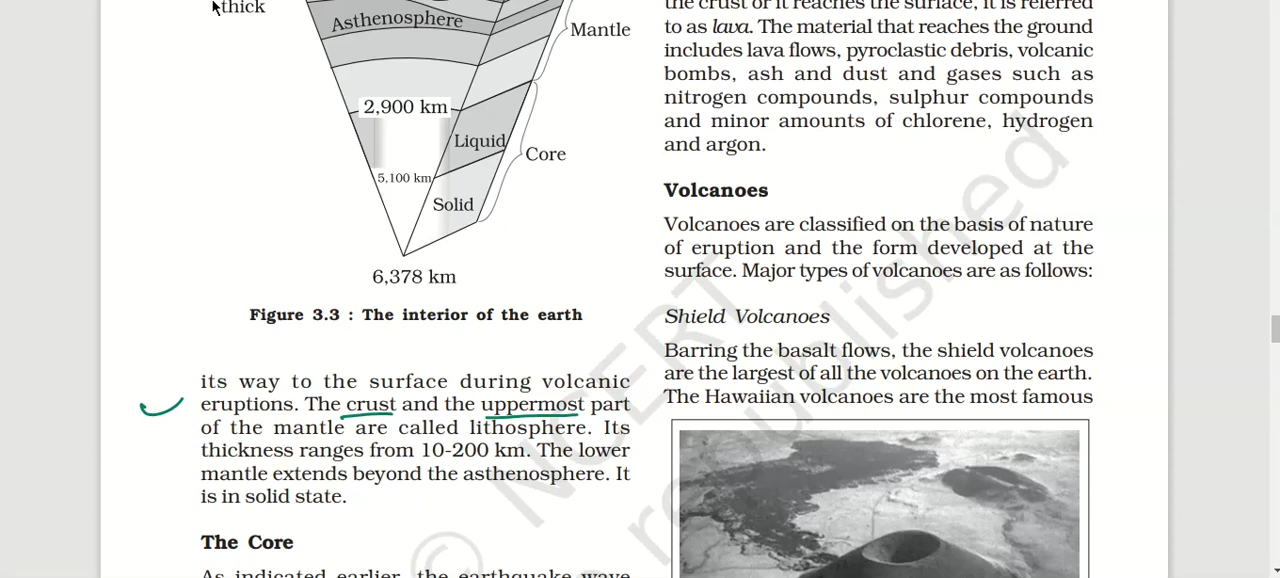 thick
Asthenosphere
Mantle
2,900 km
Liquid
Core
5,100 km
Solid
6,378 km
Figure 3.3 : The interior of the earth
its way to the surface during volcanic
eruptions. The crust and the uppermost part
of the mantle are called lithosphere. Its
thickness ranges from 10-200 km. The lower
mantle extends beyond the asthenosphere. It
is in solid state.
The Core
As indicated earlier, the earthquake wave
the crust or it reaches the surface, it is referred
to as lava. The material that reaches the ground
includes lava flows, pyroclastic debris, volcanic
bombs, ash and dust and gases such as
nitrogen compounds, sulphur compounds
and minor amounts of chlorene, hydrogen
and argon.
Volcanoes
Volcanoes are classified on the basis of nature
of eruption and the form developed at the
surface. Major types of volcanoes are as follows:
Shield Volcanoes
Barring the basalt flows, the shield volcanoes
are the largest of all the volcanoes on the earth.
The Hawaiian volcanoes are the most famous
© NCERT
republished